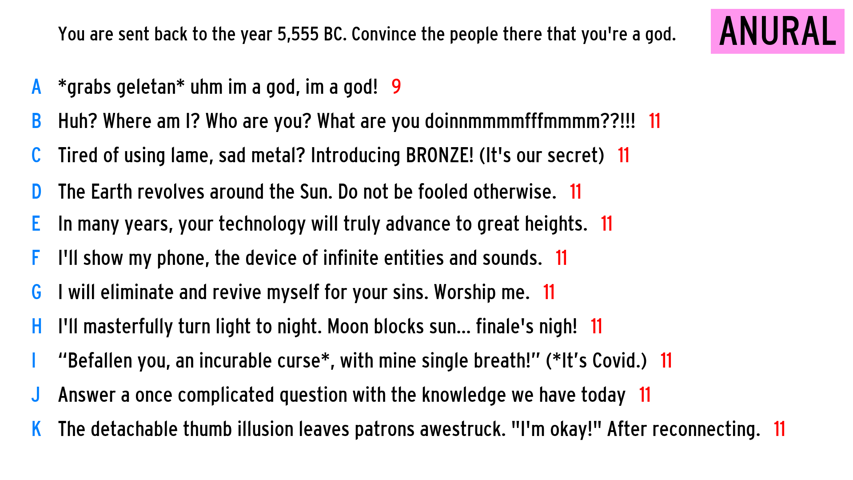 You are sent back to the year 5,555 BC. Convince the people there that you're a god.
ANURAL
A *grabs geletan* uhm im a god, im a god! 9
B Huh? Where am I? Who are you? What are you doinnmmmmfffmmmm??!!! 11
C Tired of using lame, sad metal? Introducing BRONZE! (It's our secret) 11
D The Earth revolves around the Sun. Do not be fooled otherwise. 11
E In many years, your technology will truly advance to great heights. 11
F I'll show my phone, the device of infinite entities and sounds. 11
G I will eliminate and revive myself for your sins. Worship me. 11
H I'll masterfully turn light to night. Moon blocks sun... finale's nigh! 11
I “Befallen you, an incurable curse*, with mine single breath!” (*It’s Covid.) 11
J Answer a once complicated question with the knowledge we have today 11
K The detachable thumb illusion leaves patrons awestruck. "I'm okay!" After reconnecting. 11